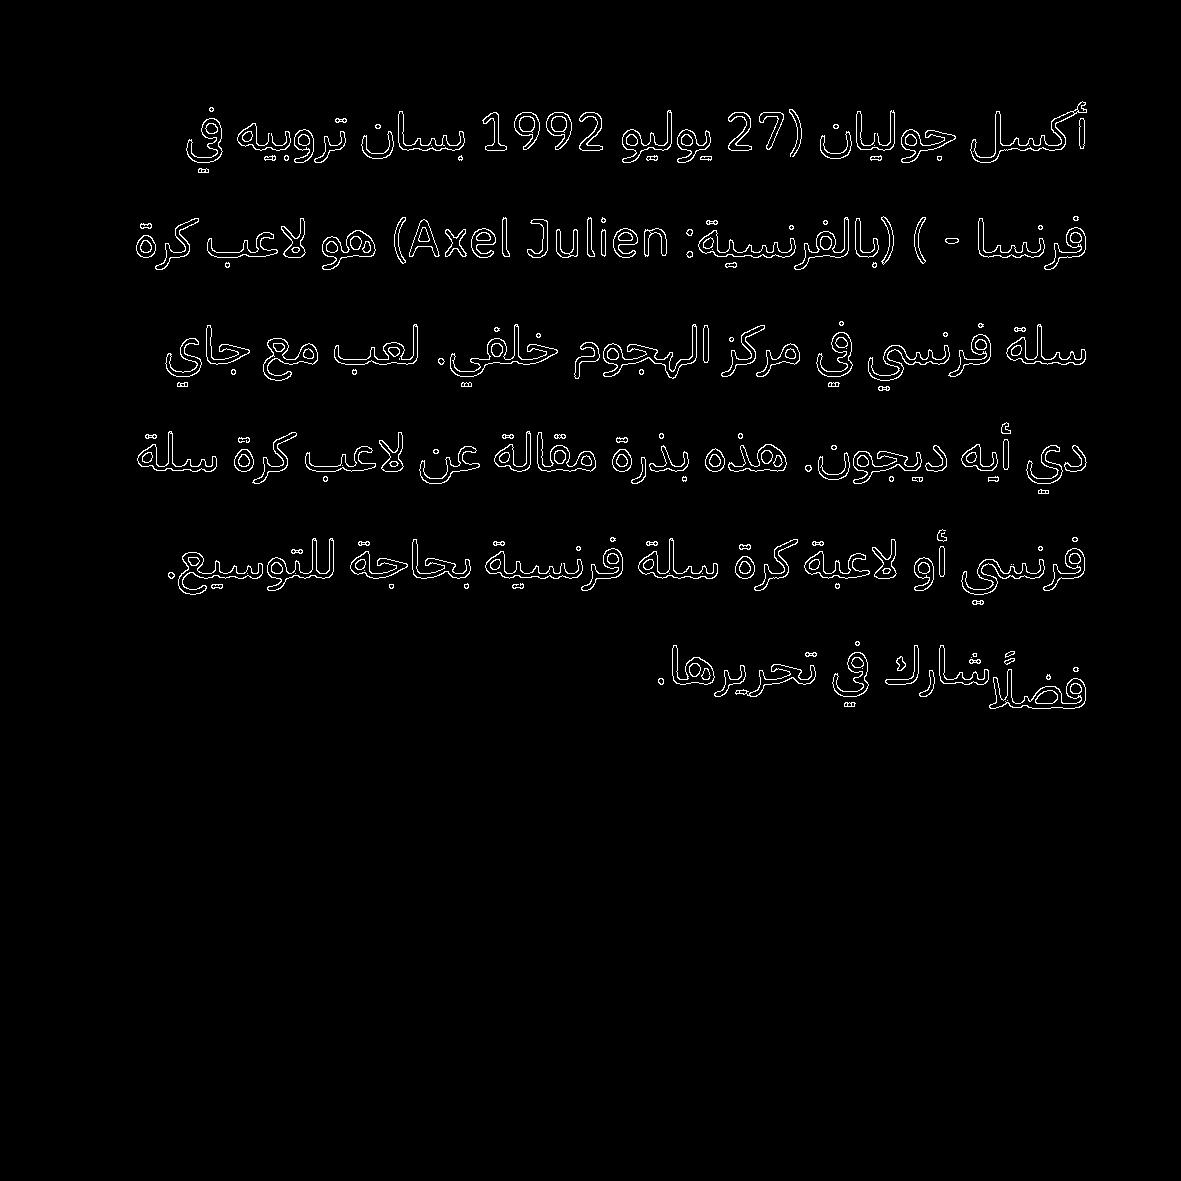 أكسل جوليان (27 يوليو 1992 بسان تروبيه في
فرنسا - ) (بالفرنسية: Axel Julien) هو لاعب كرة
سلة فرنسي في مركز الهجوم خلفي. لعب مع جاي
دي أيه ديجون. هذه بذرة مقالة عن لاعب كرة سلة
فرنسي أو لاعبة كرة سلة فرنسية بحاجة للتوسيع.
فضلًا شارك في تحريرها.